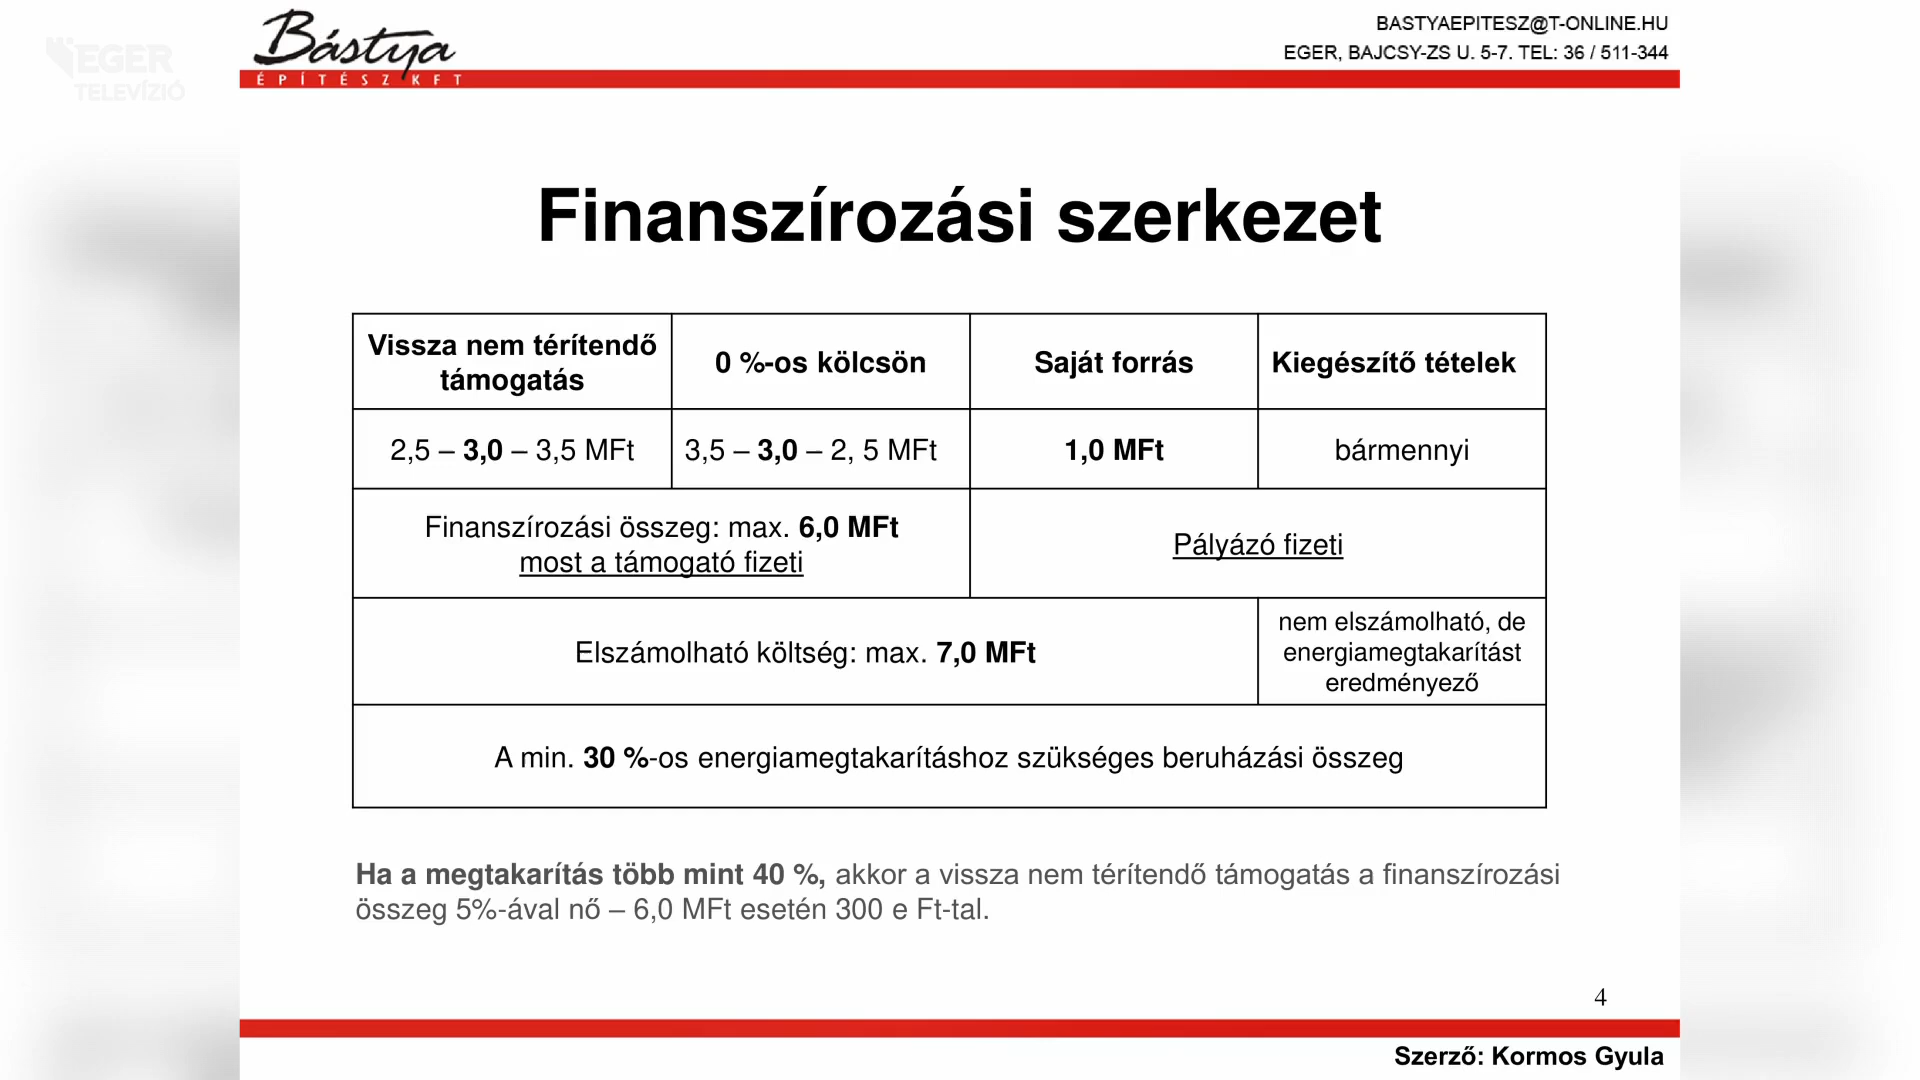 EGER
TELEVÍZIÓ
Bástya
ÉPÍTÉSZ KFT
BASTYAEPITESZ@T-ONLINE.HU
EGER, BAJCSY-ZS U. 5-7. TEL: 36 / 511-344
Finanszírozási szerkezet
Vissza nem térítendő
támogatás
0 %-os kölcsön
Saját forrás
Kiegészítő tételek
2,5 – 3,0 – 3,5 MFt
3,5 – 3,0 – 2, 5 MFt
1,0 MFt
bármennyi
Finanszírozási összeg: max. 6,0 MFt
most a támogató fizeti
Pályázó fizeti
Elszámolható költség: max. 7,0 MFt
nem elszámolható, de
energiamegtakarítást
eredményező
A min. 30 %-os energiamegtakarításhoz szükséges beruházási összeg
Ha a megtakarítás több mint 40 %, akkor a vissza nem térítendő támogatás a finanszírozási
összeg 5%-ával nő – 6,0 MFt esetén 300 e Ft-tal.
4
Szerző: Kormos Gyula